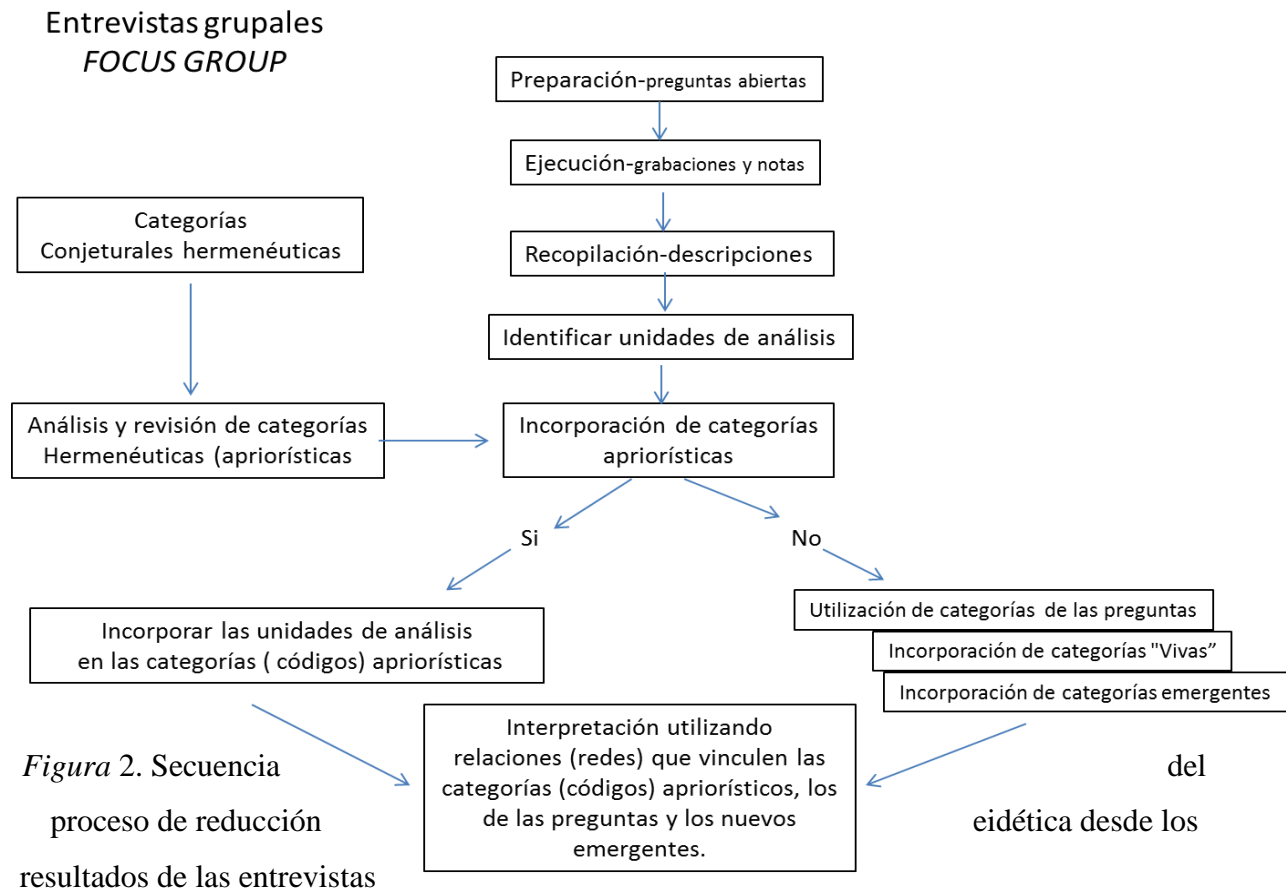 Entrevistas grupales
FOCUS GROUP
Preparación-preguntas abiertas
Ejecución-grabaciones y notas
Categorías
Conjeturales hermenéuticas
Recopilación-descripciones
Identificar unidades de análisis
Análisis y revisión de categorías
Hermenéuticas (apriorísticas
Incorporación de categorías
apriorísticas
Si
No
Incorporar las unidades de análisis
en las categorías ( códigos) apriorísticas
Utilización de categorías de las preguntas
Incorporación de categorías "Vivas”
Incorporación de categorías emergentes
Interpretación utilizando
relaciones (redes) que vinculen las
categorías (códigos) apriorísticos, los
de las preguntas y los nuevos
emergentes.
Figura 2. Secuencia del
proceso de reducción eidética desde los
resultados de las entrevistas